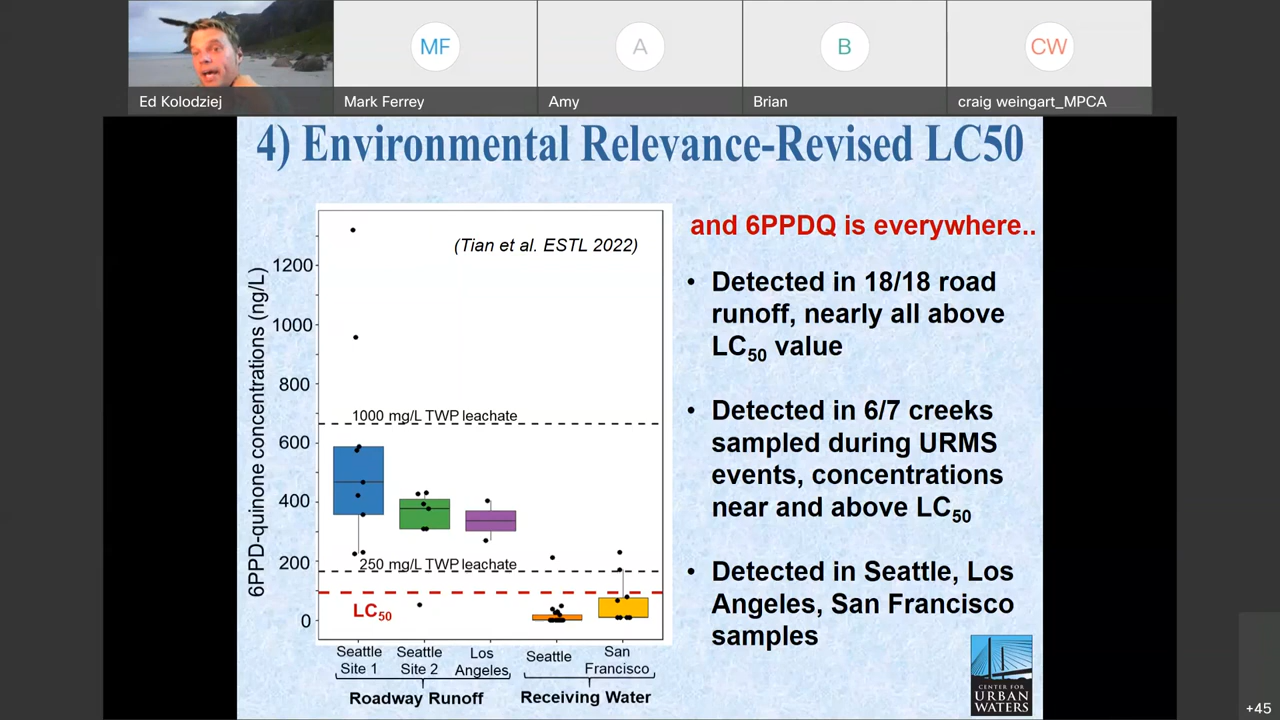 MF
A
B
CW
Ed Kolodziej
Mark Ferrey
Amy
Brian
craig weingart_MPCA
4) Environmental Relevance-Revised LC50
(Tian et al. ESTL 2022)
6PPD-quinone concentrations (ng/L)
1200
1000
800
600
400
200
0
1000 mg/L TWP leachate
250 mg/L TWP leachate
LC50
Seattle
Site 1
Seattle
Site 2
Los
Angeles
Seattle
San
Francisco
Roadway Runoff
Receiving Water
and 6PPDQ is everywhere..
• Detected in 18/18 road
runoff, nearly all above
LC50 value
• Detected in 6/7 creeks
sampled during URMS
events, concentrations
near and above LC50
• Detected in Seattle, Los
Angeles, San Francisco
samples
CENTER FOR
URBAN
WATERS
+45